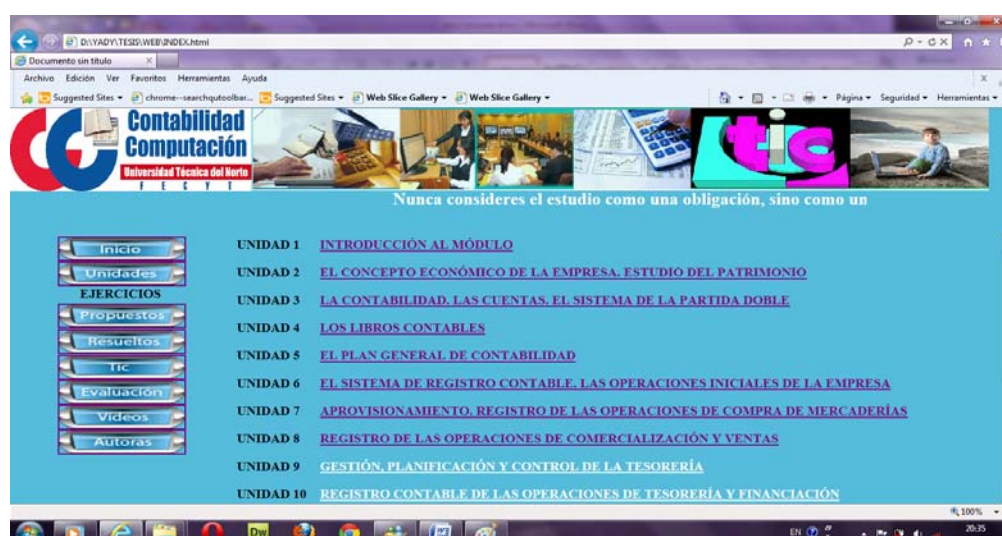 D:\YADY\TESIS\WEB\INDEX.html
Documento sin título
Archivo Edición Ver Favoritos Herramientas Ayuda
Suggested Sites chrome--searchqutoolbar... Suggested Sites Web Slice Gallery Web Slice Gallery Página Seguridad Herramientas
Contabilidad
Computación
Universidad Técnica del Norte
F E C Y T
tic
Nunca consideres el estudio como una obligación, sino como un
Inicio
Unidades
EJERCICIOS
Propuestos
Resueltos
Tic
Evaluación
Videos
Autoras
UNIDAD 1 INTRODUCCIÓN AL MÓDULO
UNIDAD 2 EL CONCEPTO ECONÓMICO DE LA EMPRESA. ESTUDIO DEL PATRIMONIO
UNIDAD 3 LA CONTABILIDAD. LAS CUENTAS. EL SISTEMA DE LA PARTIDA DOBLE
UNIDAD 4 LOS LIBROS CONTABLES
UNIDAD 5 EL PLAN GENERAL DE CONTABILIDAD
UNIDAD 6 EL SISTEMA DE REGISTRO CONTABLE. LAS OPERACIONES INICIALES DE LA EMPRESA
UNIDAD 7 APROVISIONAMIENTO. REGISTRO DE LAS OPERACIONES DE COMPRA DE MERCADERÍAS
UNIDAD 8 REGISTRO DE LAS OPERACIONES DE COMERCIALIZACIÓN Y VENTAS
UNIDAD 9 GESTIÓN, PLANIFICACIÓN Y CONTROL DE LA TESORERÍA
UNIDAD 10 REGISTRO CONTABLE DE LAS OPERACIONES DE TESORERÍA Y FINANCIACIÓN
100%
Dw
EN
20:35